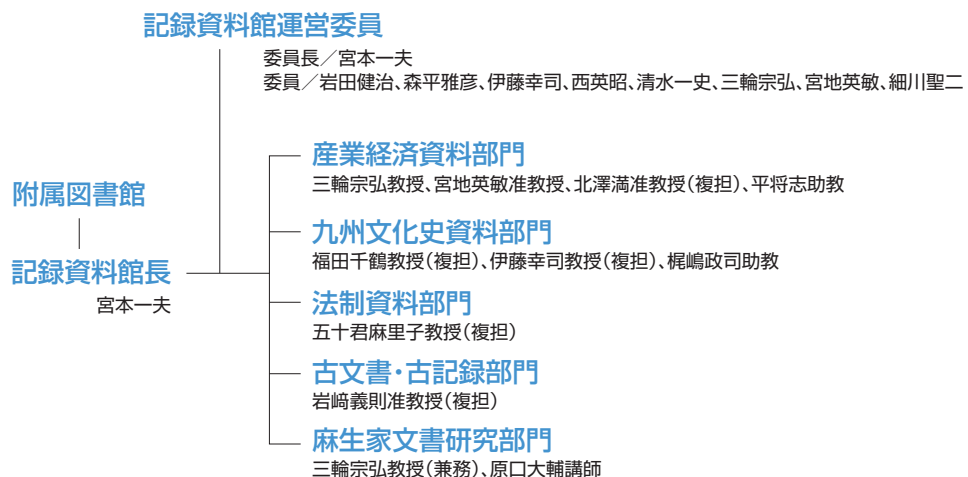 記録資料館運営委員
委員長／宮本一夫
委員／岩田健治、森平雅彦、伊藤幸司、西英昭、清水一史、三輪宗弘、宮地英敏、細川聖二
附属図書館
記録資料館長
宮本一夫
産業経済資料部門
三輪宗弘教授、宮地英敏准教授、北澤満准教授（複担）、平将志助教
九州文化史資料部門
福田千鶴教授（複担）、伊藤幸司教授（複担）、梶嶋政司助教
法制資料部門
五十君麻里子教授（複担）
古文書・古記録部門
岩﨑義則准教授（複担）
麻生家文書研究部門
三輪宗弘教授（兼務）、原口大輔講師